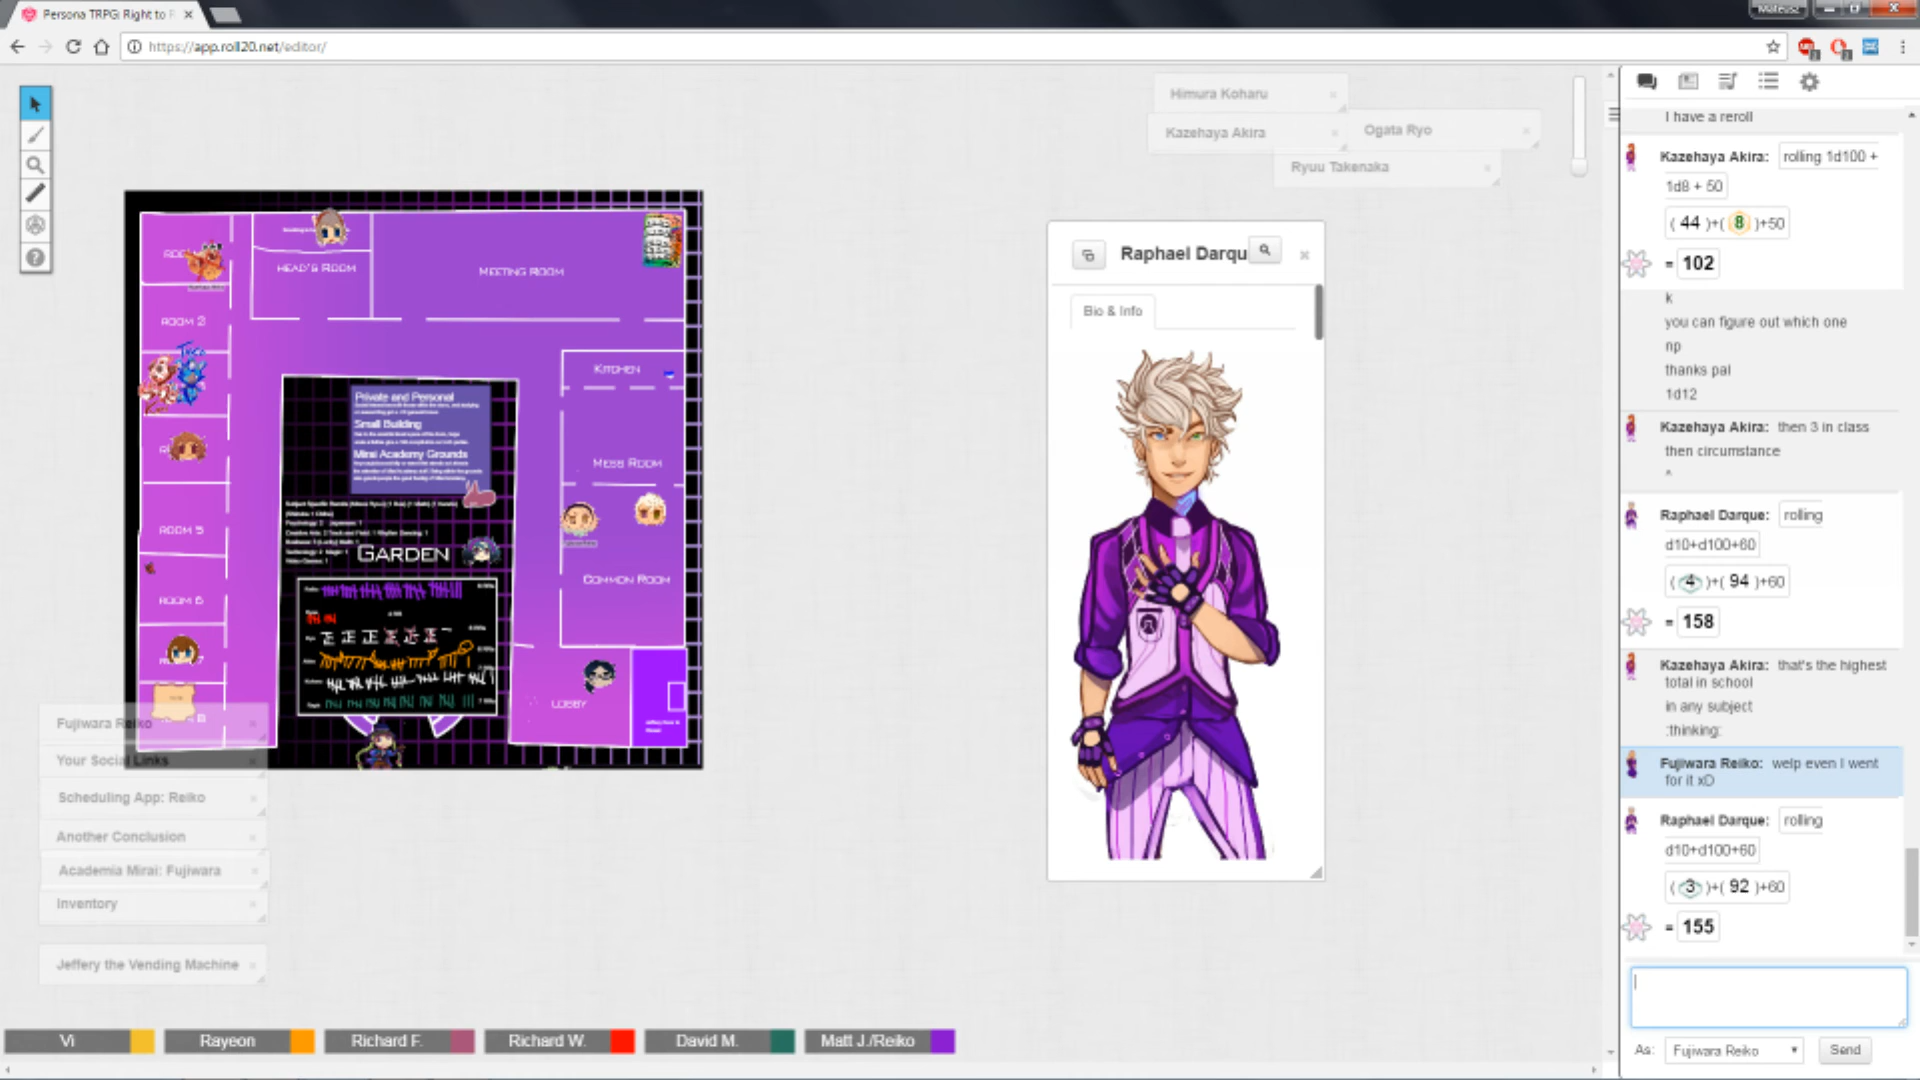 Persona TRPG: Right to R
Mateusz
https://app.roll20.net/editor/
Himura Koharu
Kazehaya Akira
Ogata Ryo
Ryuu Takenaka
HEAD'S ROOM
MEETING ROOM
ROOM 2
KITCHEN
Private and Personal
Small Building
Mirai Academy Grounds
MESS ROOM
ROOM 5
GARDEN
COMMON ROOM
ROOM 6
LOBBY
Fujiwara Reiko
Your Social Links
Scheduling App: Reiko
Another Conclusion
Academia Mirai: Fujiwara
Inventory
Jeffery the Vending Machine
Raphael Darqu
Bio & Info
I have a reroll
Kazehaya Akira: rolling 1d100 +
1d8 + 50
( 44 )+( 8 )+50
= 102
k
you can figure out which one
np
thanks pal
1d12
Kazehaya Akira: then 3 in class
then circumstance
^
Raphael Darque: rolling
d10+d100+60
( 4 )+( 94 )+60
= 158
Kazehaya Akira: that's the highest
total in school
in any subject
:thinking:
Fujiwara Reiko: welp even I went
for it xD
Raphael Darque: rolling
d10+d100+60
( 3 )+( 92 )+60
= 155
As: Fujiwara Reiko
Send
Vi
Rayeon
Richard F.
Richard W.
David M.
Matt J./Reiko